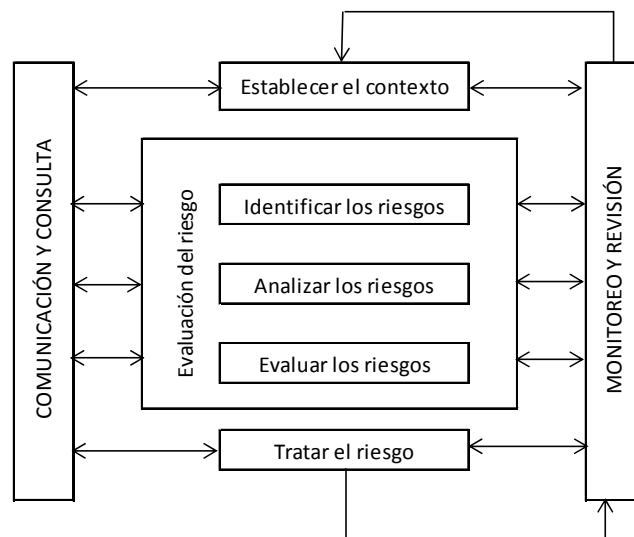 COMUNICACIÓN Y CONSULTA
Establecer el contexto
Evaluación del riesgo
Identificar los riesgos
Analizar los riesgos
Evaluar los riesgos
Tratar el riesgo
MONITOREO Y REVISIÓN